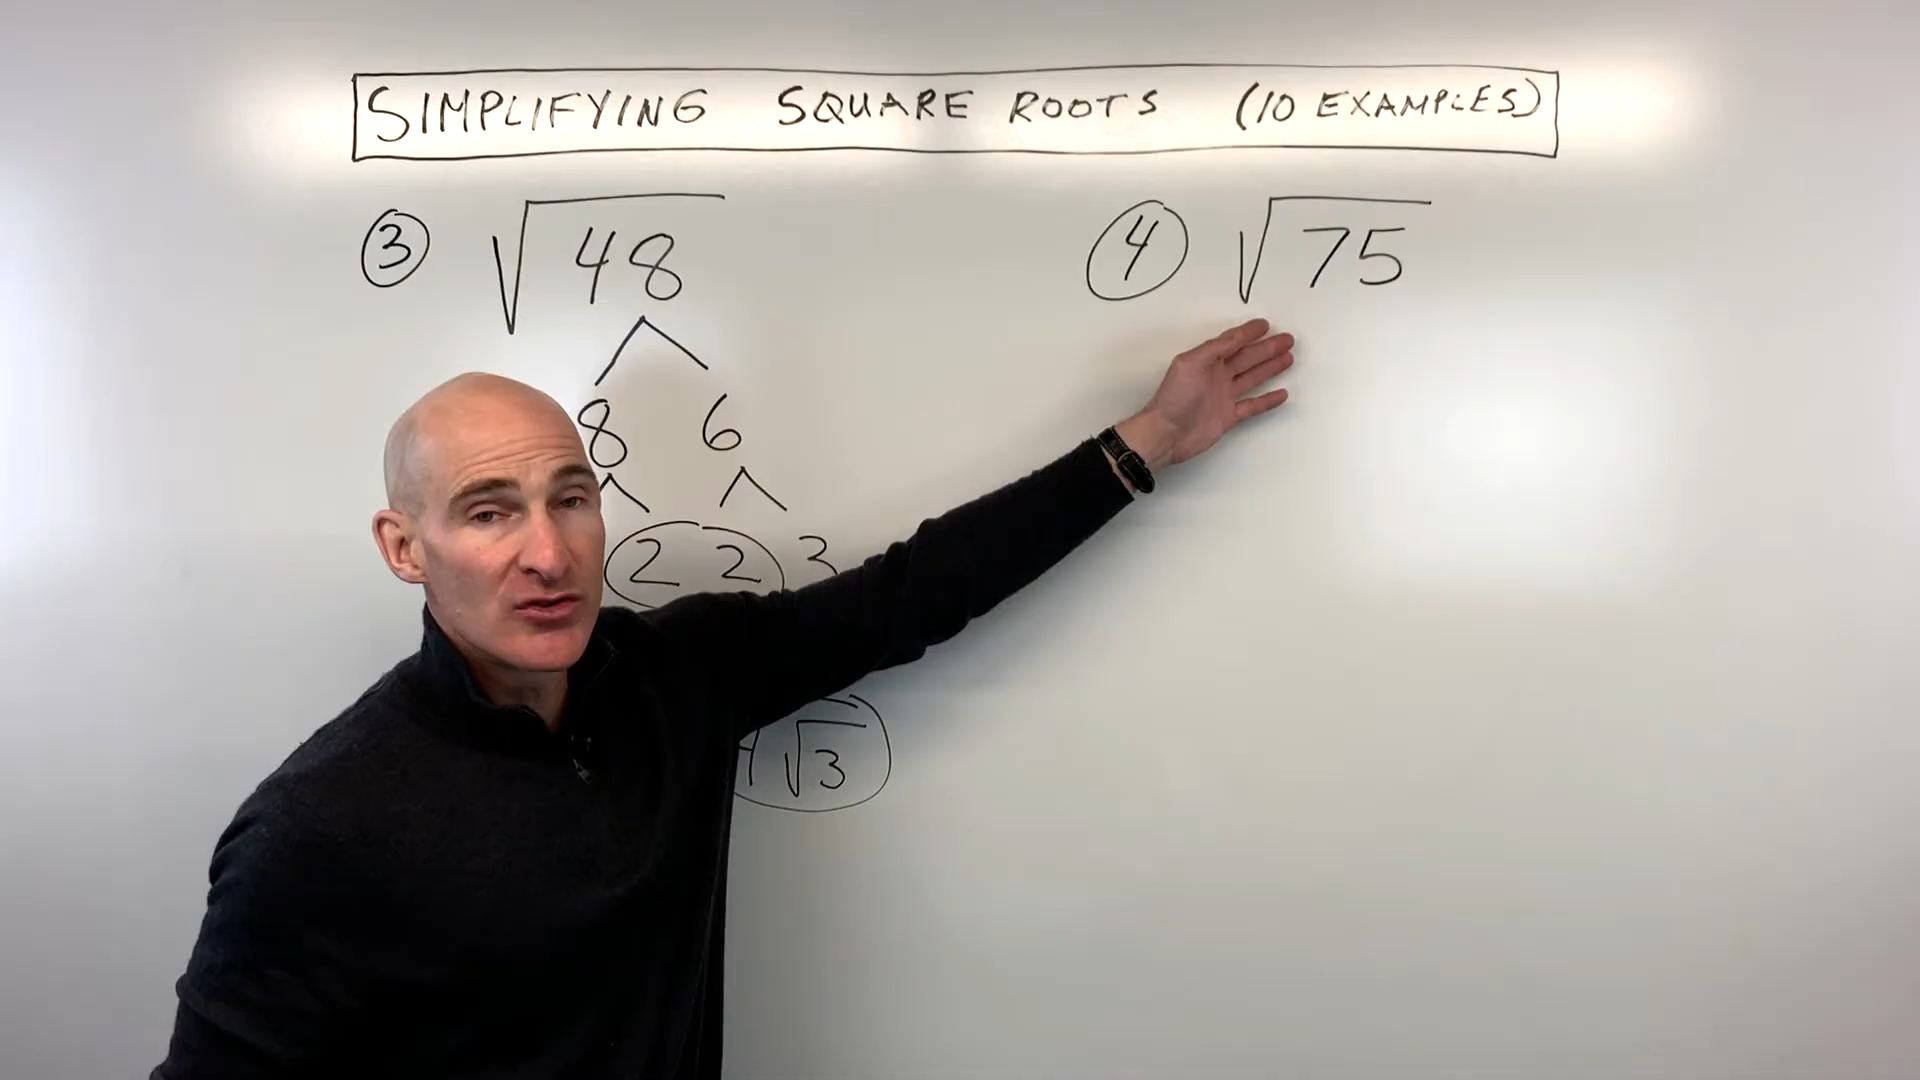 SIMPLIFYING SQUARE ROOTS (10 EXAMPLES)
3 √48
4 √75
8 6
2 2 3
√3